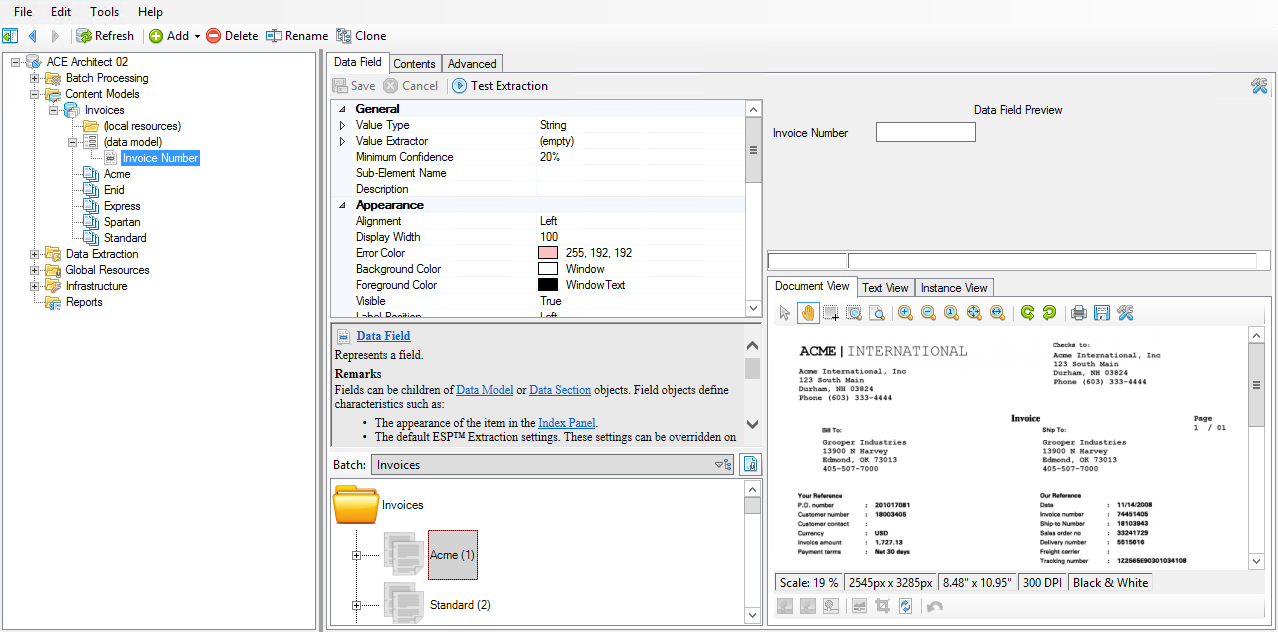 File Edit Tools Help
Refresh Add Delete Rename Clone
ACE Architect 02
Batch Processing
Content Models
Invoices
(local resources)
(data model)
Invoice Number
Acme
Enid
Express
Spartan
Standard
Data Extraction
Global Resources
Infrastructure
Reports
Data Field Contents Advanced
Save Cancel Test Extraction
General
Value Type String
Value Extractor (empty)
Minimum Confidence 20%
Sub-Element Name
Description
Appearance
Alignment Left
Display Width 100
Error Color 255, 192, 192
Background Color Window
Foreground Color WindowText
Visible True
Label Position Left
Data Field
Represents a field.
Remarks
Fields can be children of Data Model or Data Section objects. Field objects define
characteristics such as:
• The appearance of the item in the Index Panel.
• The default ESP™ Extraction settings. These settings can be overridden on
Batch: Invoices
Invoices
Acme (1)
Standard (2)
Data Field Preview
Invoice Number
Document View Text View Instance View
ACME | INTERNATIONAL
Acme International, Inc
123 South Main
Durham, NH 03824
Phone (603) 333-4444
Checks to:
Acme International, Inc
123 South Main
Durham, NH 03824
Phone (603) 333-4444
Invoice
Page
1 / 01
Bill To:
Grooper Industries
13900 N Harvey
Edmond, OK 73013
405-507-7000
Ship To:
Grooper Industries
13900 N Harvey
Edmond, OK 73013
405-507-7000
Your Reference
P.O. number : 201017081
Customer number : 18003405
Customer contact :
Currency : USD
Invoice amount : 1,727.13
Payment terms : Net 30 days
Our Reference
Date : 11/14/2008
Invoice number : 74451405
Ship-to Number : 18103943
Sales order no : 33241729
Delivery number : 5515616
Freight carrier :
Tracking number : 1Z2565E90301034108
Scale: 19 % 2545px x 3285px 8.48" x 10.95" 300 DPI Black & White